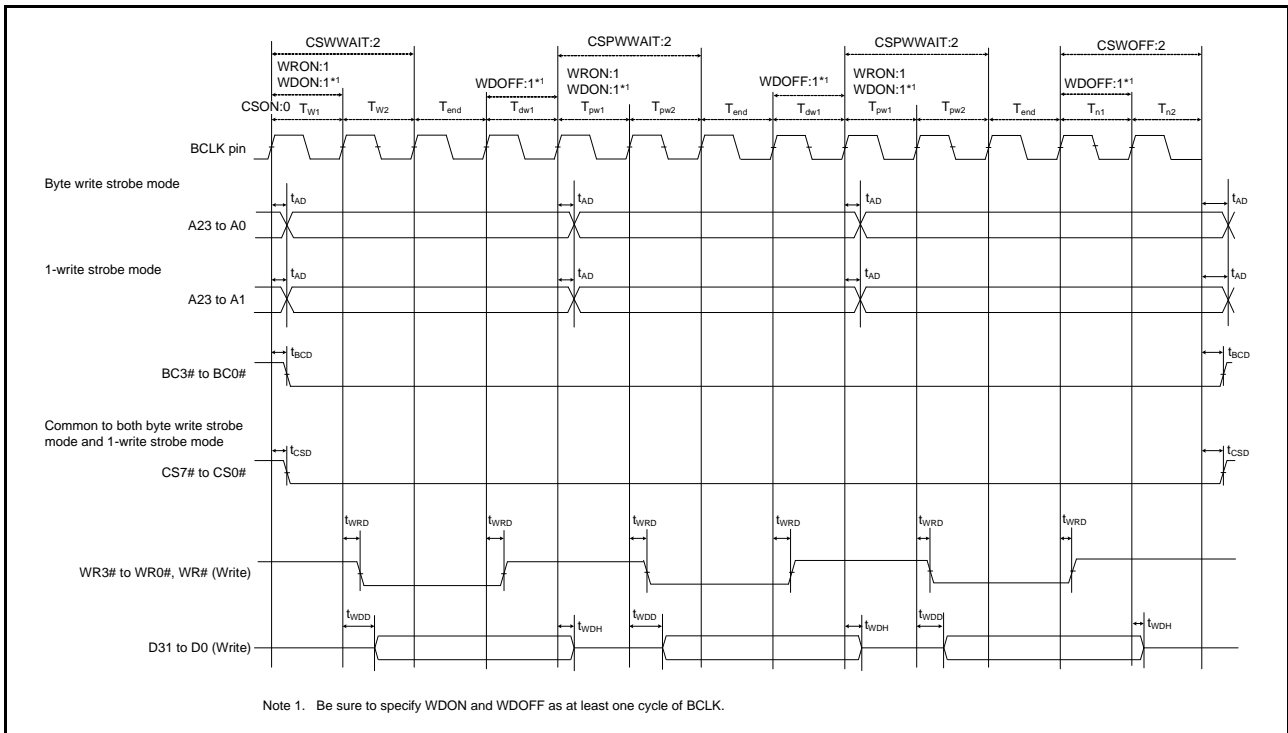 CSWWAIT:2 CSPWWAIT:2 CSPWWAIT:2 CSWOFF:2
WRON:1 WRON:1 WRON:1
WDON:1*1 WDOFF:1*1 WDON:1*1 WDOFF:1*1 WDON:1*1 WDOFF:1*1
CSON:0 TW1 TW2 Tend Tdw1 Tpw1 Tpw2 Tend Tdw1 Tpw1 Tpw2 Tend Tn1 Tn2
BCLK pin
Byte write strobe mode
tAD tAD tAD tAD
A23 to A0
1-write strobe mode
tAD tAD tAD tAD
A23 to A1
tBCD tBCD
BC3# to BC0#
Common to both byte write strobe
mode and 1-write strobe mode
tCSD tCSD
CS7# to CS0#
tWRD tWRD tWRD tWRD tWRD tWRD
WR3# to WR0#, WR# (Write)
tWDD tWDH tWDD tWDH tWDD tWDH
D31 to D0 (Write)
Note 1. Be sure to specify WDON and WDOFF as at least one cycle of BCLK.